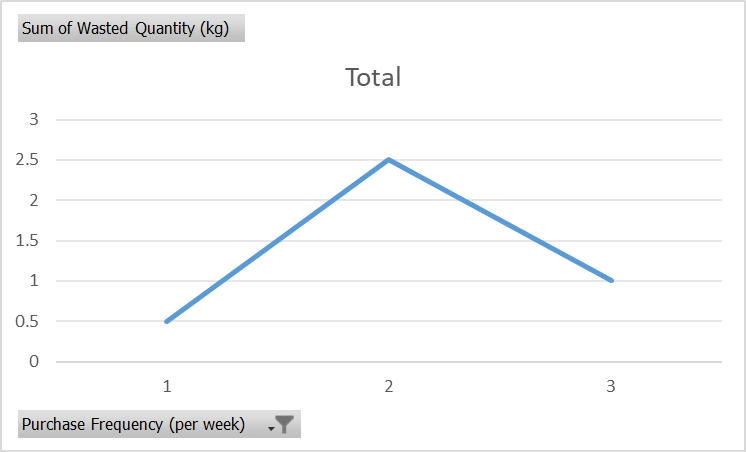 Sum of Wasted Quantity (kg)
Total
3
2.5
2
1.5
1
0.5
0
1 2 3
Purchase Frequency (per week)